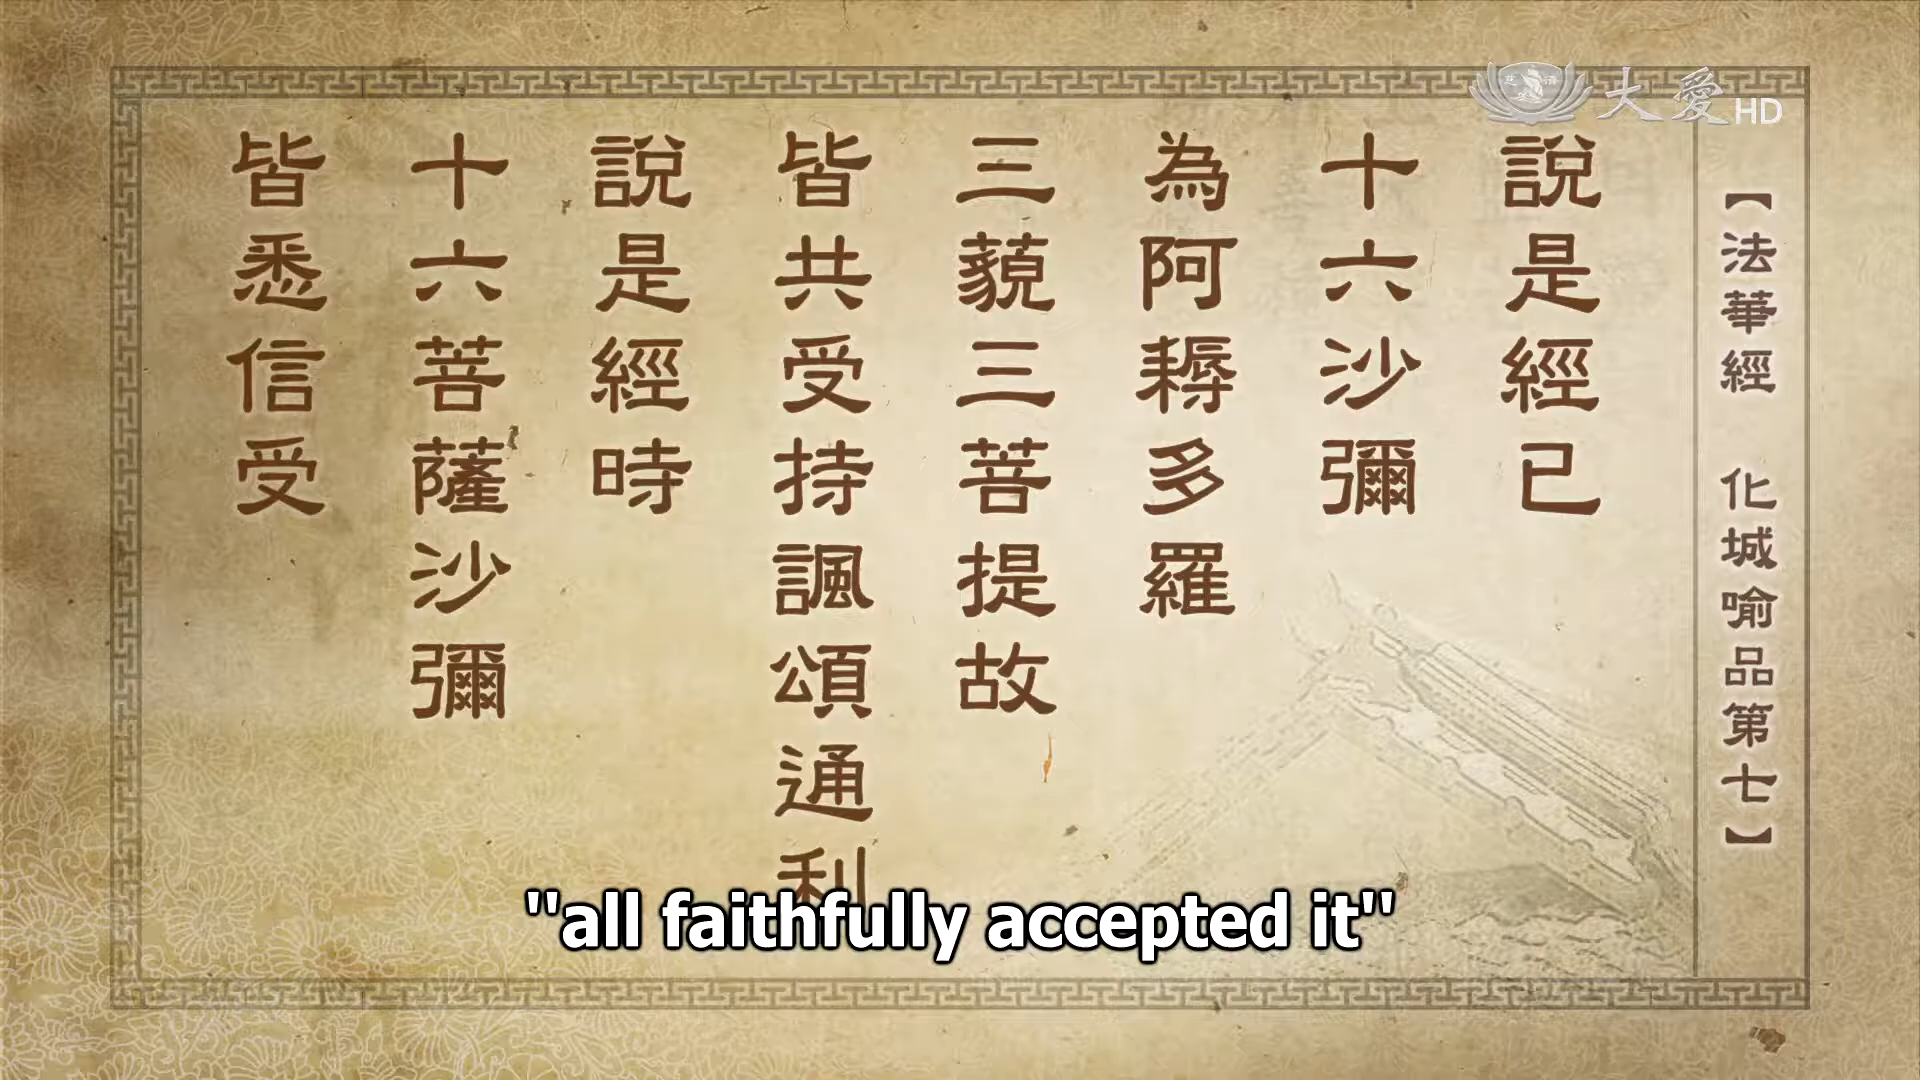 大愛HD
【法華經 化城喻品第七】
說是經已
十六沙彌
為阿耨多羅
三藐三菩提故
皆共受持諷頌通利
說是經時
十六菩薩沙彌
皆悉信受
"all faithfully accepted it"